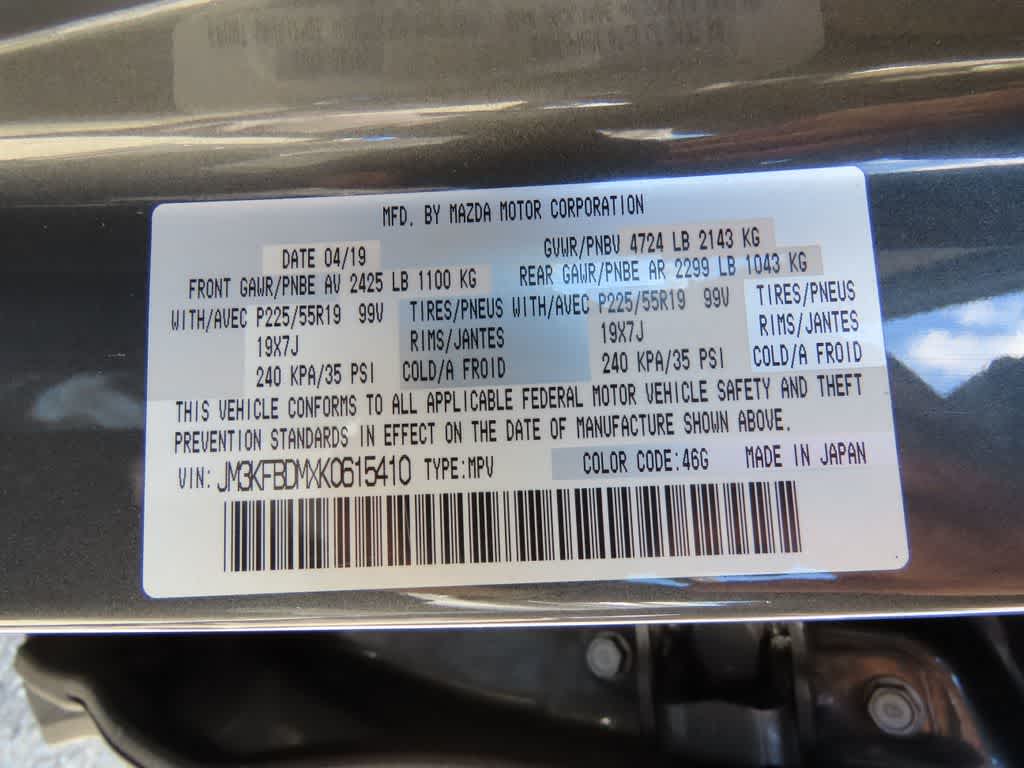 MFD. BY MAZDA MOTOR CORPORATION
DATE 04/19 GVWR/PNBV 4724 LB 2143 KG
FRONT GAWR/PNBE AV 2425 LB 1100 KG REAR GAWR/PNBE AR 2299 LB 1043 KG
WITH/AVEC P225/55R19 99V TIRES/PNEUS WITH/AVEC P225/55R19 99V TIRES/PNEUS
19X7J RIMS/JANTES 19X7J RIMS/JANTES
240 KPA/35 PSI COLD/A FROID 240 KPA/35 PSI COLD/A FROID
THIS VEHICLE CONFORMS TO ALL APPLICABLE FEDERAL MOTOR VEHICLE SAFETY AND THEFT
PREVENTION STANDARDS IN EFFECT ON THE DATE OF MANUFACTURE SHOWN ABOVE.
VIN: JM3KFBDMXK0615410 TYPE:MPV COLOR CODE:46G MADE IN JAPAN